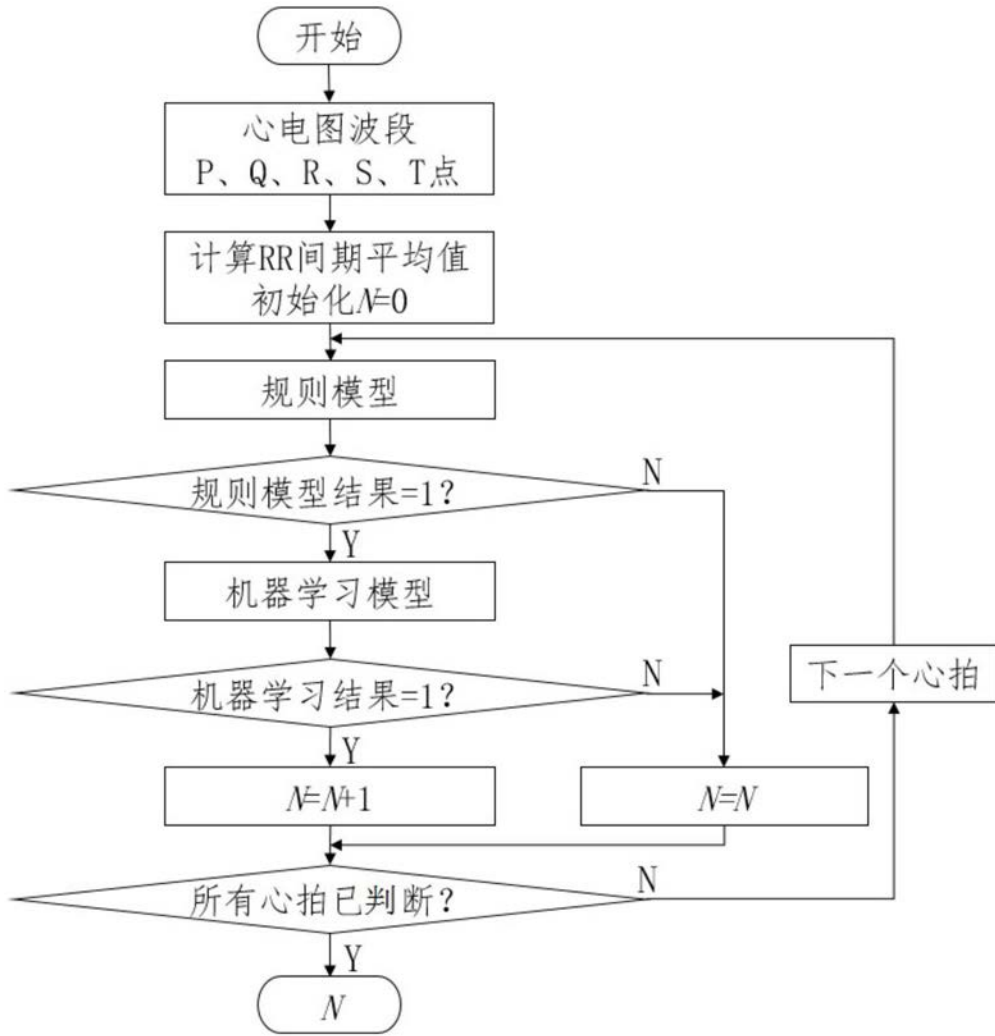 开始
心电图波段
P、Q、R、S、T点
计算RR间期平均值
初始化N=0
规则模型
规则模型结果=1?
N
Y
机器学习模型
机器学习结果=1?
N
下一个心拍
Y
N=N+1
N=N
所有心拍已判断?
N
Y
N